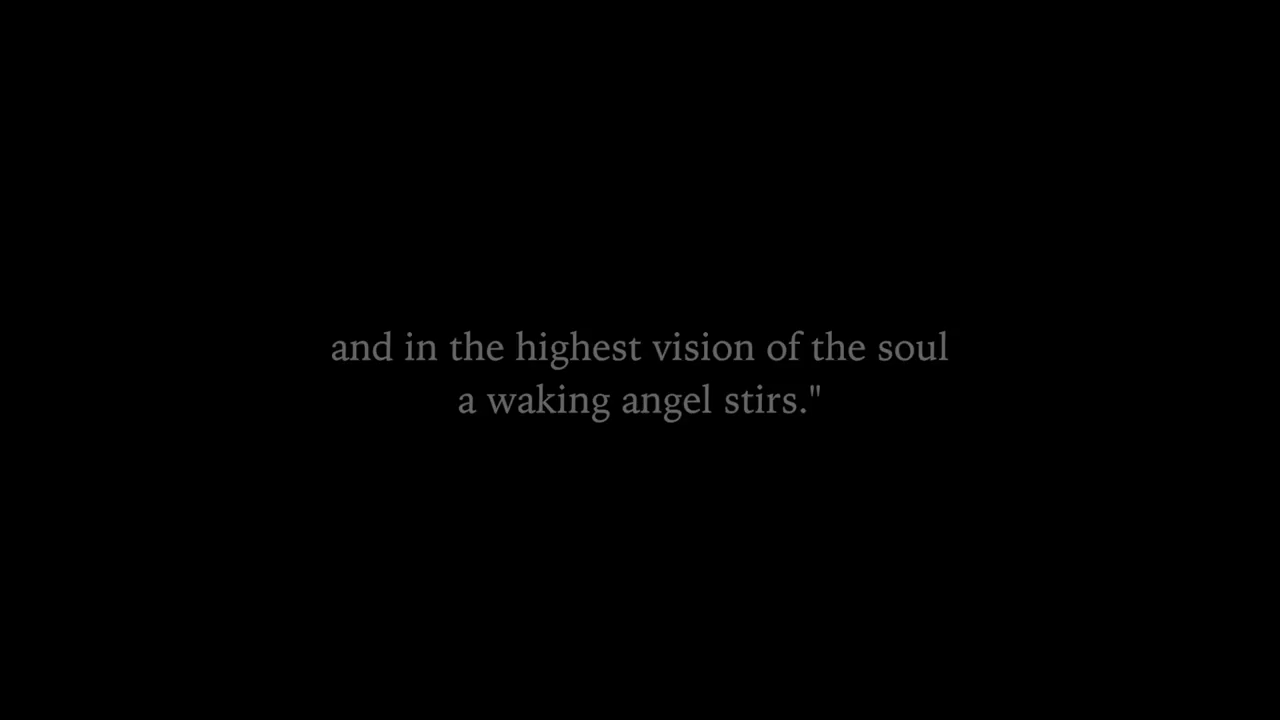 and in the highest vision of the soul
a waking angel stirs."